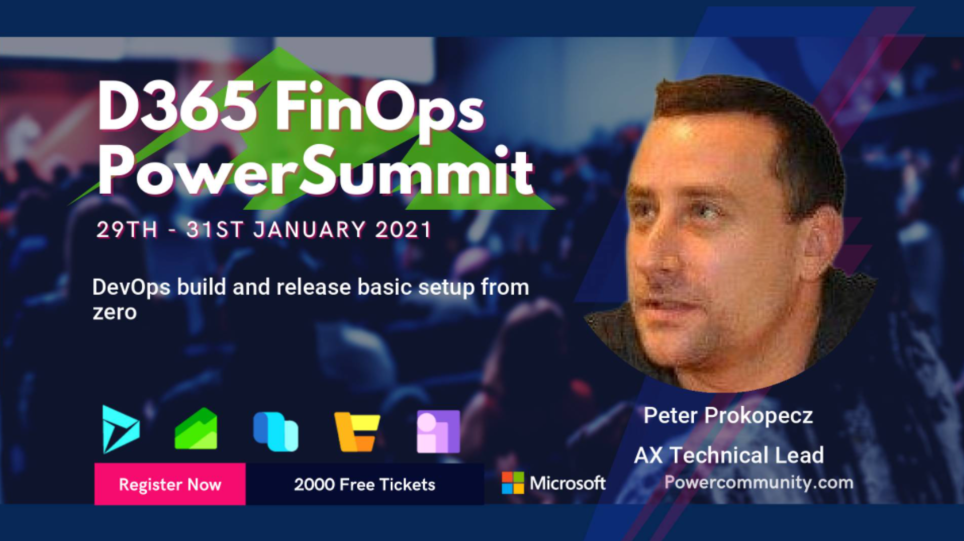 D365 FinOps
PowerSummit
29TH - 31ST JANUARY 2021
DevOps build and release basic setup from
zero
Peter Prokopecz
AX Technical Lead
Register Now
2000 Free Tickets
Microsoft
Powercommunity.com